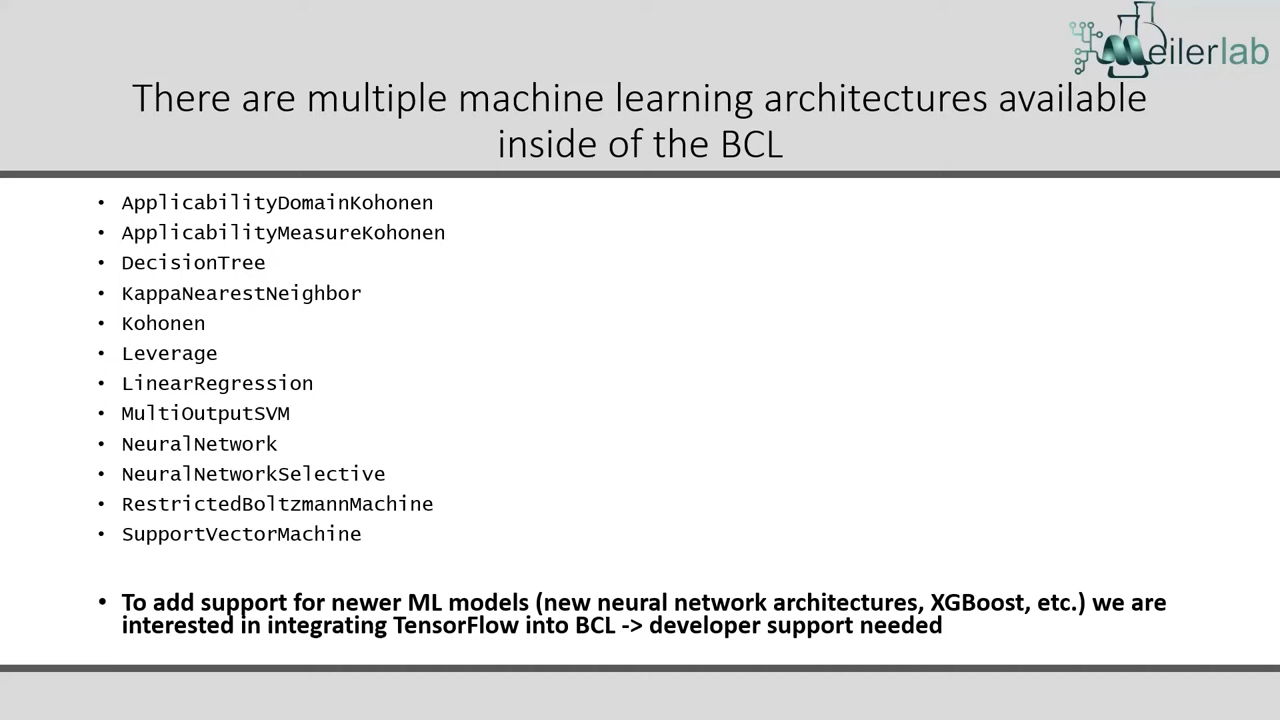 Meilerlab
There are multiple machine learning architectures available
inside of the BCL
• ApplicabilityDomainKohonen
• ApplicabilityMeasureKohonen
• DecisionTree
• KappaNearestNeighbor
• Kohonen
• Leverage
• LinearRegression
• MultiOutputSVM
• NeuralNetwork
• NeuralNetworkSelective
• RestrictedBoltzmannMachine
• SupportVectorMachine
• To add support for newer ML models (new neural network architectures, XGBoost, etc.) we are
interested in integrating TensorFlow into BCL -> developer support needed